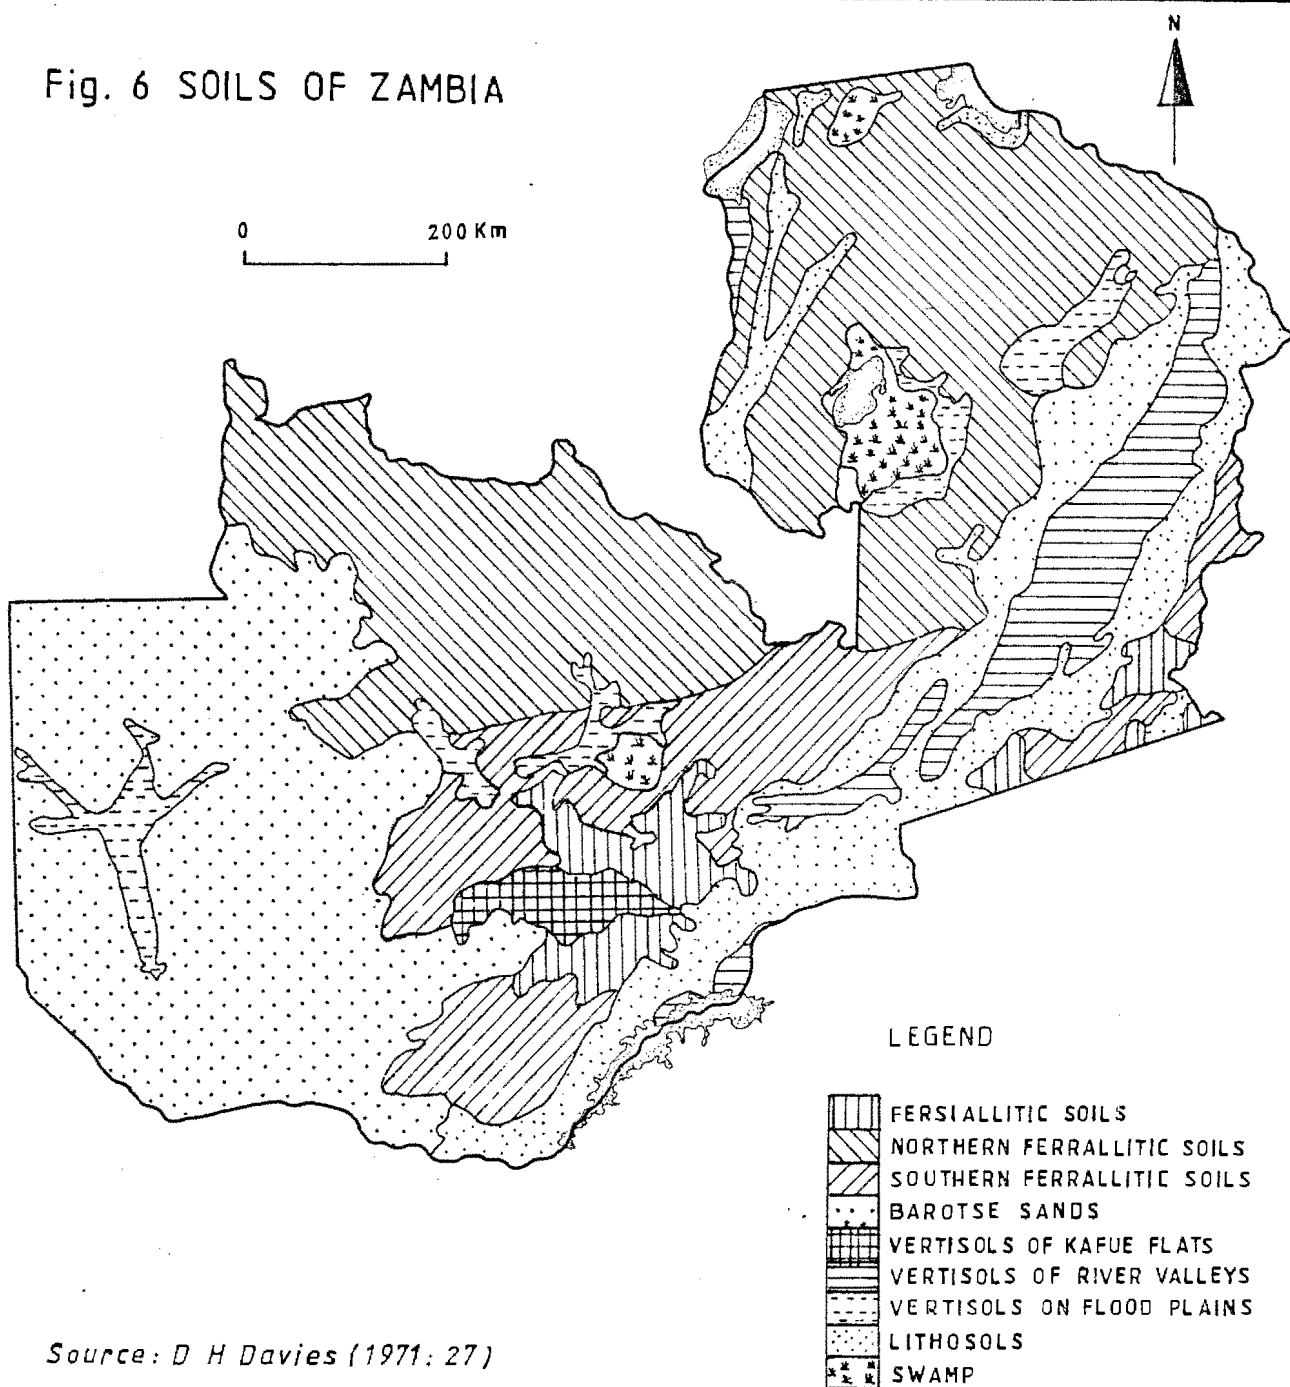 N
Fig. 6 SOILS OF ZAMBIA
0 200 Km
LEGEND
FERSIALLITIC SOILS
NORTHERN FERRALLITIC SOILS
SOUTHERN FERRALLITIC SOILS
BAROTSE SANDS
VERTISOLS OF KAFUE FLATS
VERTISOLS OF RIVER VALLEYS
VERTISOLS ON FLOOD PLAINS
LITHOSOLS
SWAMP
Source: D H Davies (1971: 27)